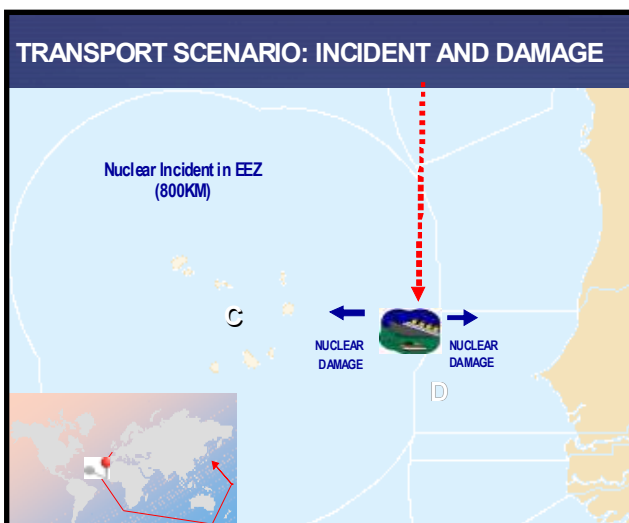 TRANSPORT SCENARIO: INCIDENT AND DAMAGE
Nuclear Incident in EEZ
(800KM)
C
NUCLEAR
DAMAGE
NUCLEAR
DAMAGE
D